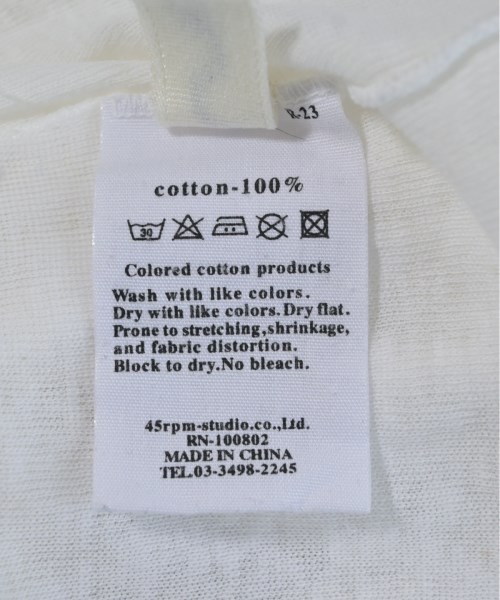 R-23
cotton-100%
30
Colored cotton products
Wash with like colors.
Dry with like colors. Dry flat.
Prone to stretching,shrinkage,
and fabric distortion.
Block to dry.No bleach.
45rpm-studio.co.,Ltd.
RN-100802
MADE IN CHINA
TEL.03-3498-2245